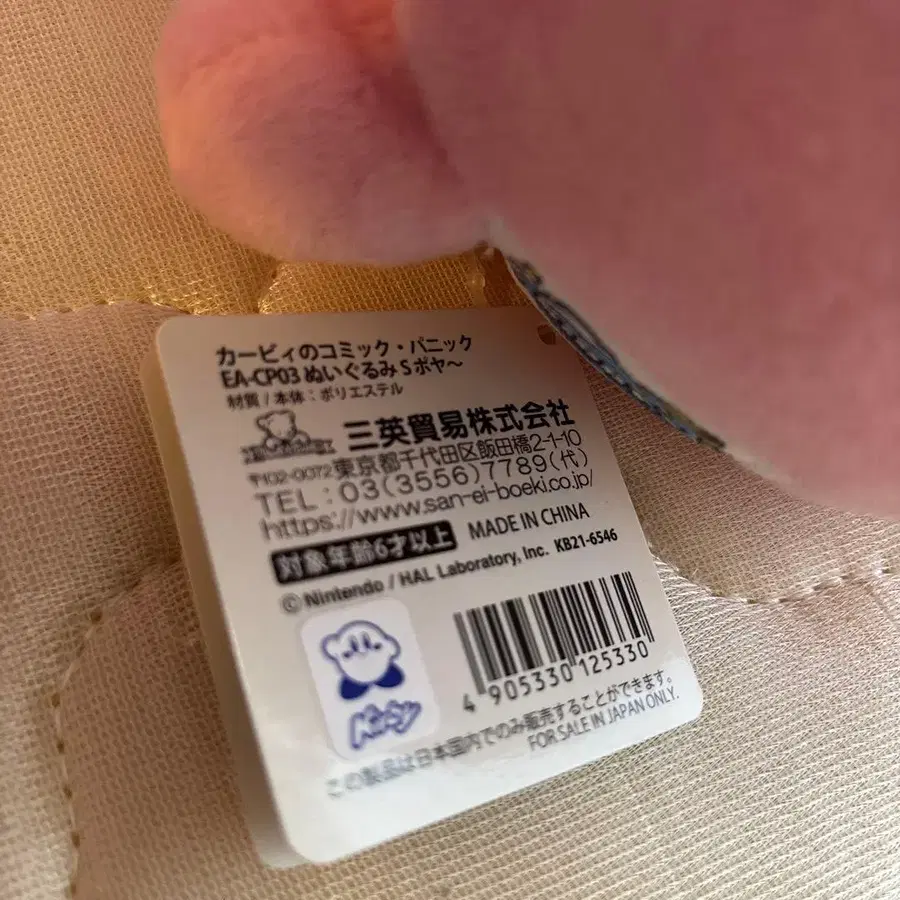 カービィのコミック・パニック
EA-CP03 ぬいぐるみ S ポヤ〜
材質 / 本体：ポリエステル
三英貿易株式会社
〒102-0072 東京都千代田区飯田橋2-1-10
TEL：03(3556)7789(代)
https://www.san-ei-boeki.co.jp/
対象年齢6才以上 MADE IN CHINA
© Nintendo / HAL Laboratory, Inc. KB21-6546
Kirby
4 905330 125330
この製品は日本国内でのみ販売することができます。
FOR SALE IN JAPAN ONLY.